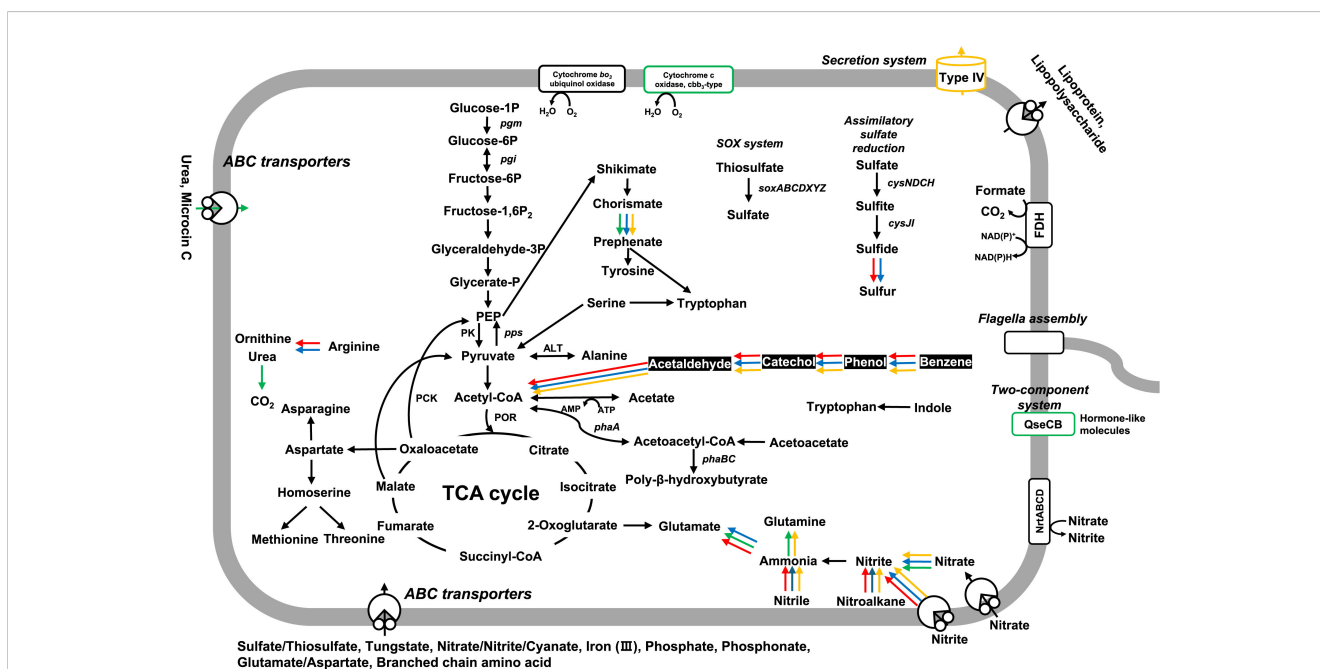 Secretion system
Type IV
Lipoprotein,
Lipopolysaccharide
Cytochrome bo₃
ubiquinol oxidase
H₂O O₂
Cytochrome c
oxidase, cbb₃-type
H₂O O₂
Urea, Microcin C
ABC transporters
Glucose-1P
pgm
Glucose-6P
pgi
Fructose-6P
Fructose-1,6P₂
Glyceraldehyde-3P
Glycerate-P
PEP
PK
pps
Pyruvate
ALT
Alanine
Acetyl-CoA
POR
Shikimate
Chorismate
Prephenate
Tyrosine
Serine
Tryptophan
SOX system
Thiosulfate
soxABCDXYZ
Sulfate
Assimilatory
sulfate
reduction
Sulfate
cysNDCH
Sulfite
cysJI
Sulfide
Sulfur
Formate
CO₂
NAD(P)⁺
NAD(P)H
FDH
Flagella assembly
Ornithine
Arginine
Urea
CO₂
Acetaldehyde
Catechol
Phenol
Benzene
Acetate
AMP
ATP
phaA
Tryptophan
Indole
Two-component
system
QseCB
Hormone-like
molecules
PCK
Asparagine
Aspartate
Oxaloacetate
Citrate
Acetoacetyl-CoA
Acetoacetate
phaBC
Poly-β-hydroxybutyrate
Homoserine
Methionine
Threonine
Malate
TCA cycle
Isocitrate
Fumarate
2-Oxoglutarate
Succinyl-CoA
Glutamate
Glutamine
Ammonia
Nitrite
Nitrate
Nitrile
Nitroalkane
NrtABCD
Nitrate
Nitrite
Nitrate
Nitrite
ABC transporters
Sulfate/Thiosulfate, Tungstate, Nitrate/Nitrite/Cyanate, Iron (Ⅲ), Phosphate, Phosphonate,
Glutamate/Aspartate, Branched chain amino acid